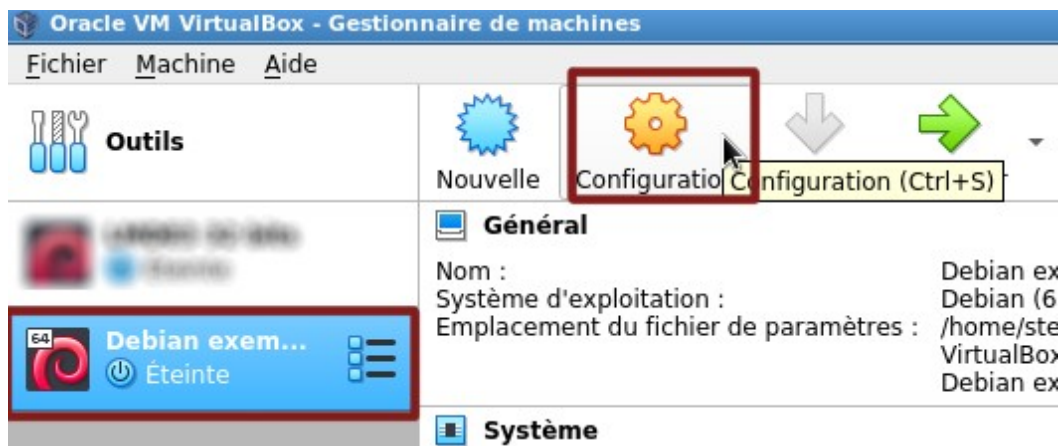 Oracle VM VirtualBox - Gestionnaire de machines
Fichier Machine Aide
Outils
Nouvelle
Configuratio
Configuration (Ctrl+S)
64
Debian exem...
Éteinte
Général
Nom : Debian ex
Système d'exploitation : Debian (6
Emplacement du fichier de paramètres : /home/ste
VirtualBox
Debian ex
Système